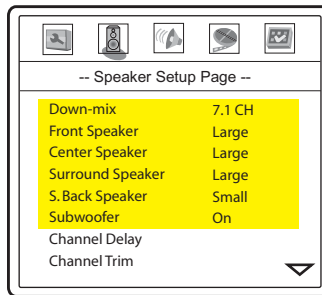 -- Speaker Setup Page --
Down-mix 7.1 CH
Front Speaker Large
Center Speaker Large
Surround Speaker Large
S. Back Speaker Small
Subwoofer On
Channel Delay
Channel Trim